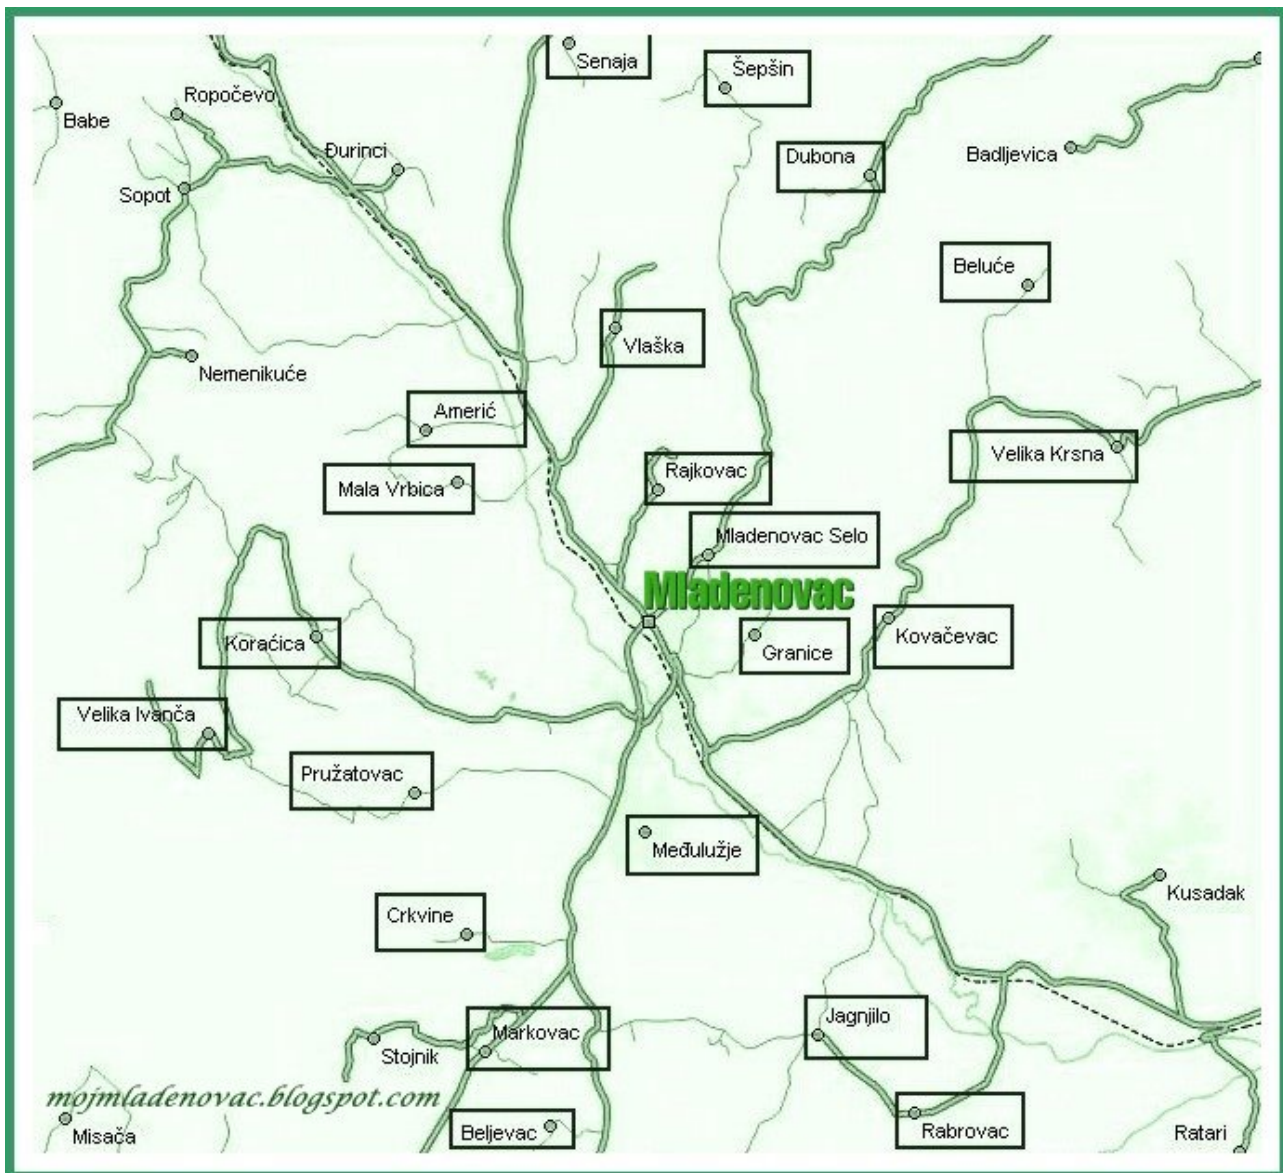 Senaja
Šepšin
Ropočevo
Babe
Đurinci
Dubona
Badljevica
Sopot
Beluće
Vlaška
Nemenikuće
Amerić
Velika Krsna
Rajkovac
Mala Vrbica
Mladenovac Selo
Mladenovac
Koraćica
Granice
Kovačevac
Velika Ivanča
Pružatovac
Međulužje
Kusadak
Crkvine
Jagnjilo
Markovac
Stojnik
mojmladenovac.blogspot.com
Misača
Beljevac
Rabrovac
Ratari